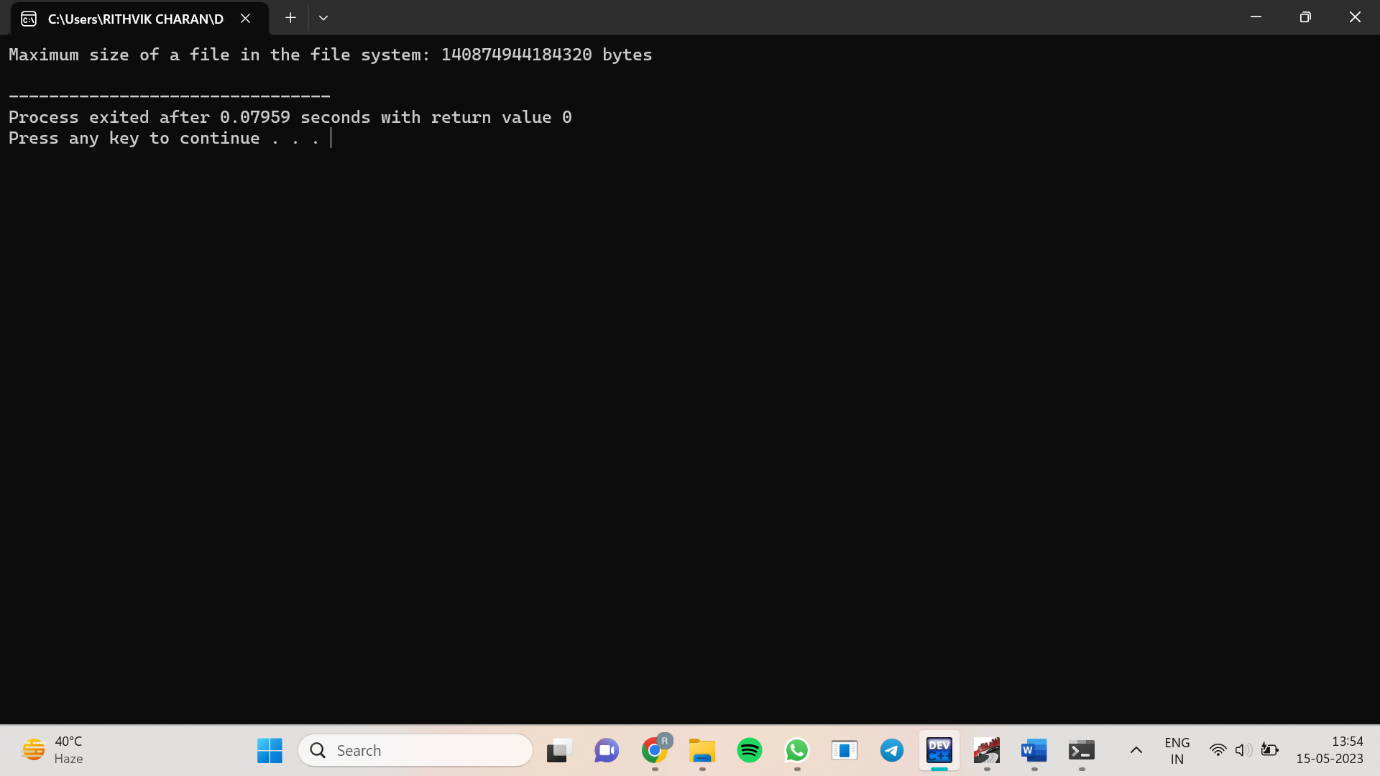 C:\Users\RITHVIK CHARAN\D
Maximum size of a file in the file system: 140874944184320 bytes
--------------------------------
Process exited after 0.07959 seconds with return value 0
Press any key to continue . . .
40°C
Haze
Search
R
DEV
C++
W
ENG
IN
13:54
15-05-2023